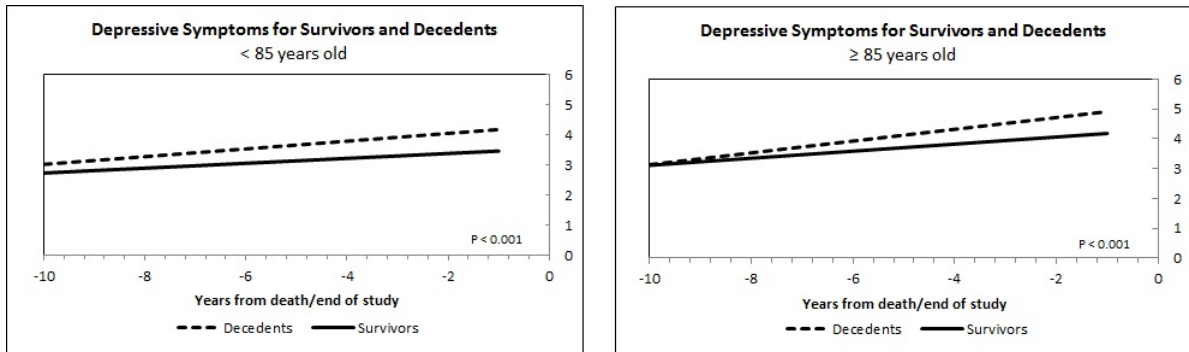 Depressive Symptoms for Survivors and Decedents
< 85 years old
6
5
4
3
2
1
0
P < 0.001
-10 -8 -6 -4 -2 0
Years from death/end of study
Decedents Survivors
Depressive Symptoms for Survivors and Decedents
≥ 85 years old
6
5
4
3
2
1
0
P < 0.001
-10 -8 -6 -4 -2 0
Years from death/end of study
Decedents Survivors